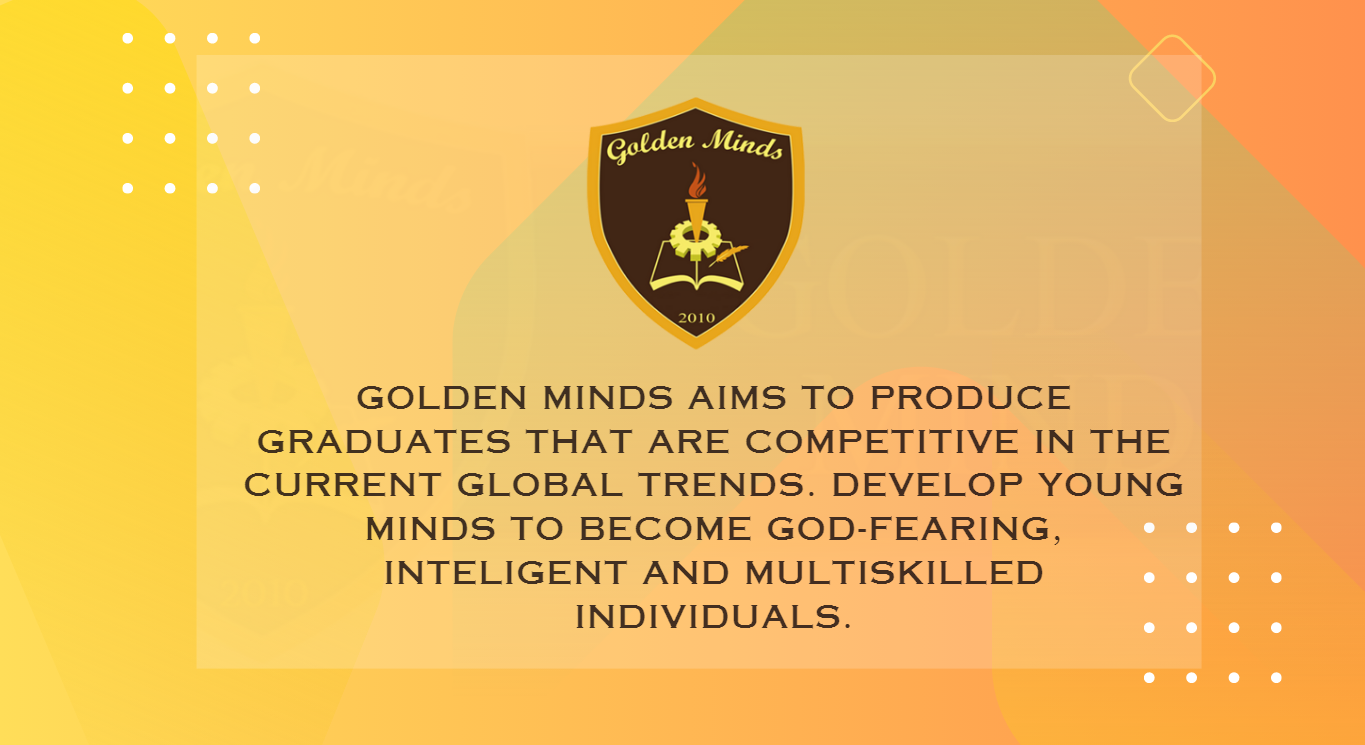 Golden Minds
2010
GOLDEN MINDS AIMS TO PRODUCE
GRADUATES THAT ARE COMPETITIVE IN THE
CURRENT GLOBAL TRENDS. DEVELOP YOUNG
MINDS TO BECOME GOD-FEARING,
INTELIGENT AND MULTISKILLED
INDIVIDUALS.